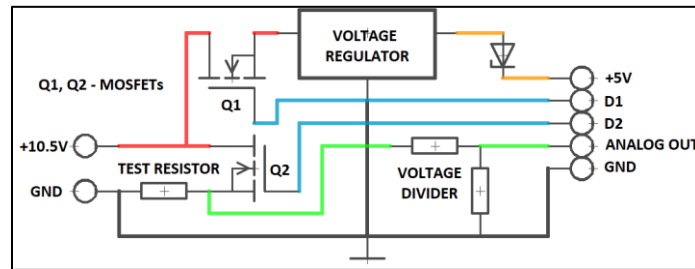 VOLTAGE
REGULATOR
+5V
Q1, Q2 - MOSFETs
Q1
D1
D2
+10.5V
ANALOG OUT
TEST RESISTOR
Q2
VOLTAGE
DIVIDER
GND
GND